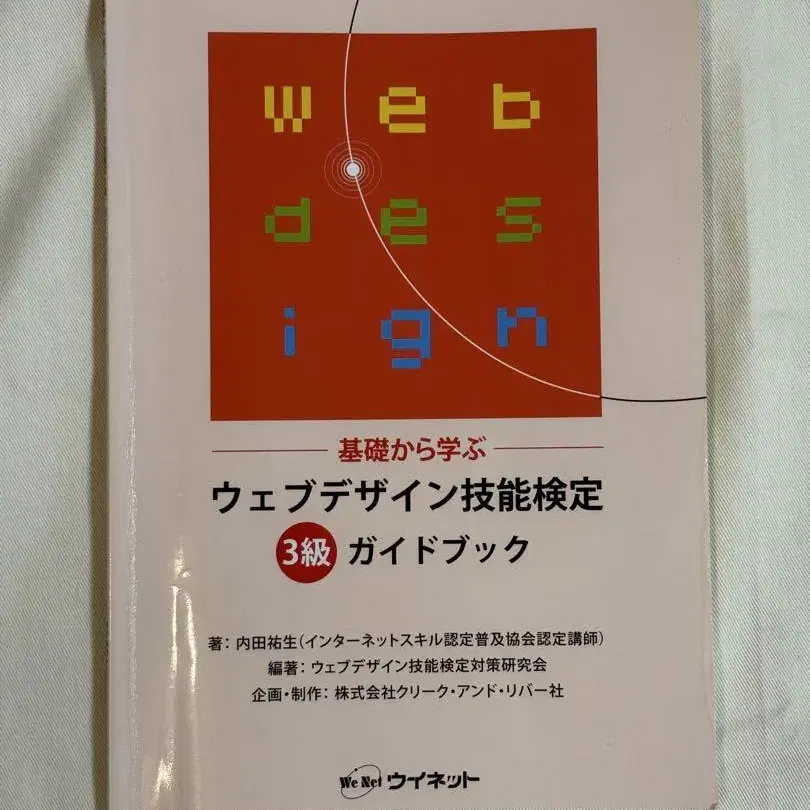 web
des
ign
基礎から学ぶ
ウェブデザイン技能検定
3級 ガイドブック
著: 内田祐生(インターネットスキル認定普及協会認定講師)
編著: ウェブデザイン技能検定対策研究会
企画・制作: 株式会社クリーク・アンド・リバー社
We Net ウイネット